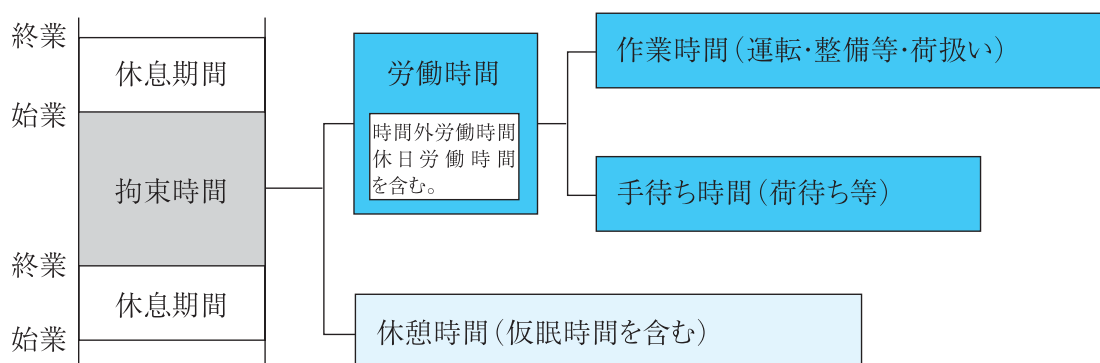 終業
休息期間
始業
拘束時間
終業
休息期間
始業
労働時間
時間外労働時間
休日労働時間
を含む。
作業時間(運転・整備等・荷扱い)
手待ち時間(荷待ち等)
休憩時間(仮眠時間を含む)